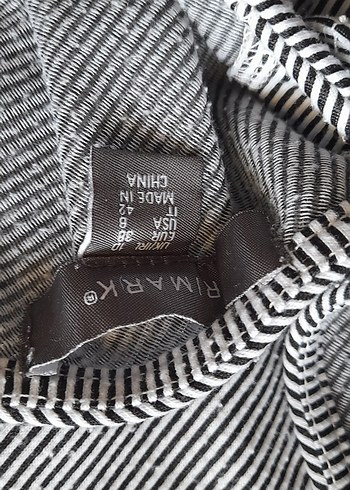 RIMARK®
UK/IRL 10
EUR 38
USA 6
IT 42
MADE IN
CHINA